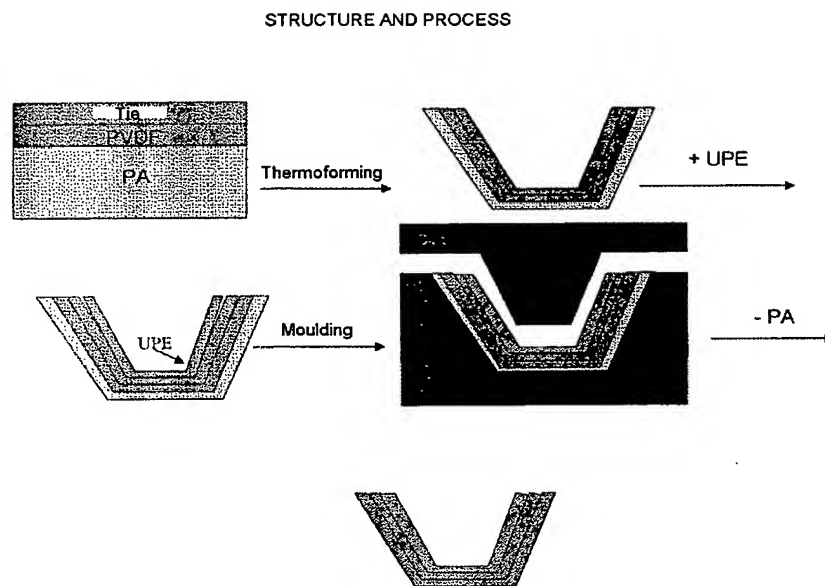 STRUCTURE AND PROCESS
Tie
PVDF
PA
Thermoforming
+ UPE
UPE
Moulding
- PA